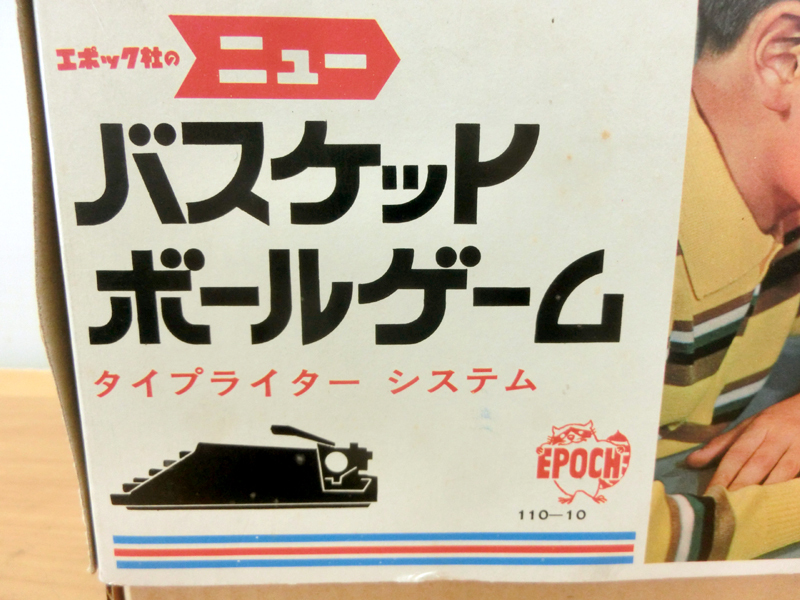 エポック社の ニュー
バスケット
ボールゲーム
タイプライター システム
EPOCH
110-10